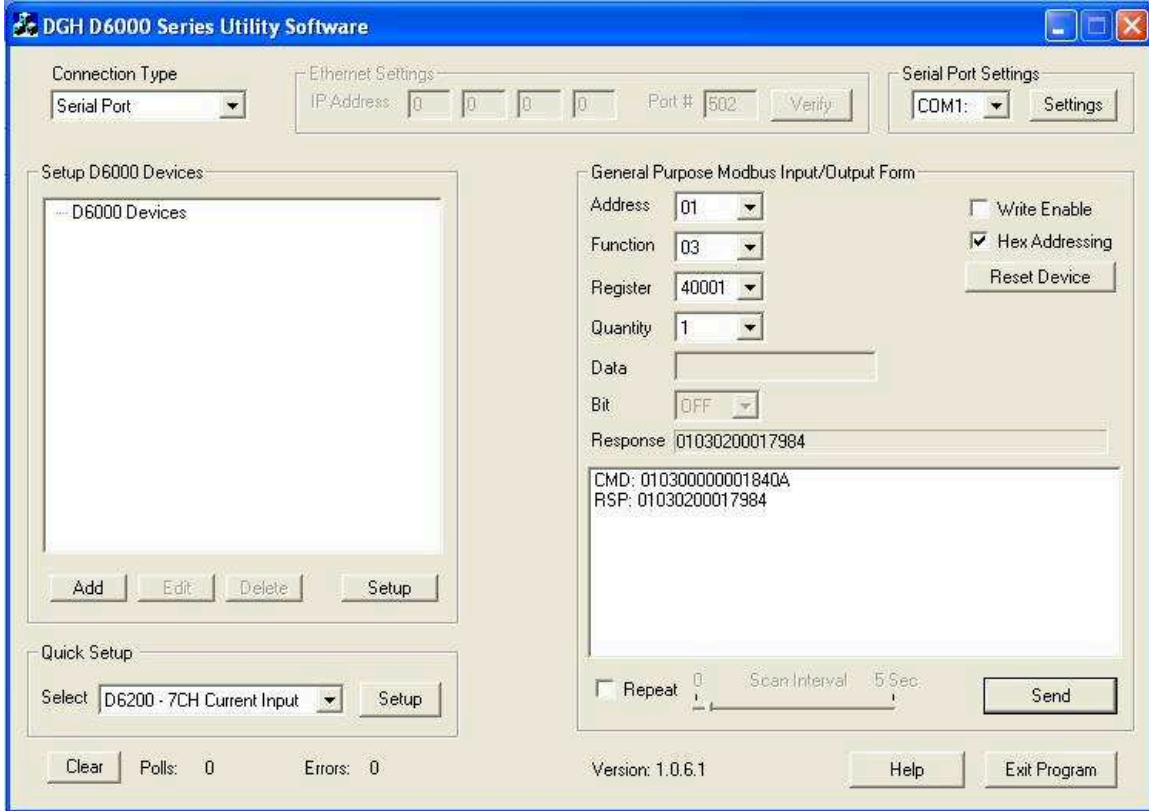 DGH D6000 Series Utility Software
Connection Type
Serial Port
Ethernet Settings
IP Address 0 0 0 0 Port # 502 Verify
Serial Port Settings
COM1: Settings
Setup D6000 Devices
D6000 Devices
Add Edit Delete Setup
Quick Setup
Select D6200 - 7CH Current Input Setup
Clear Polls: 0 Errors: 0
General Purpose Modbus Input/Output Form
Address 01
Write Enable
Function 03
Hex Addressing
Reset Device
Register 40001
Quantity 1
Data
Bit OFF
Response 01030200017984
CMD: 010300000001840A
RSP: 01030200017984
Repeat 0 Scan Interval 5 Sec
Send
Version: 1.0.6.1 Help Exit Program